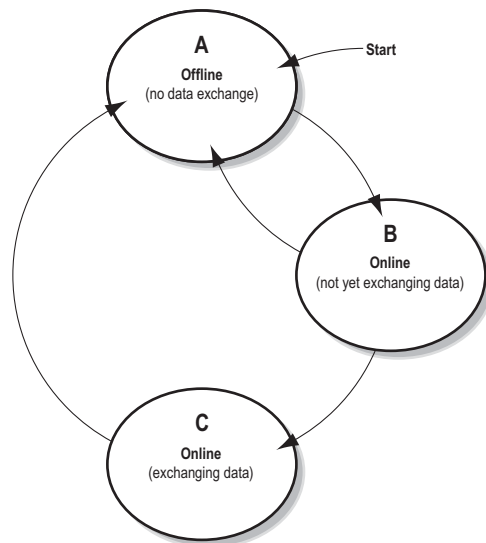 A
Offline
(no data exchange)
Start
B
Online
(not yet exchanging data)
C
Online
(exchanging data)